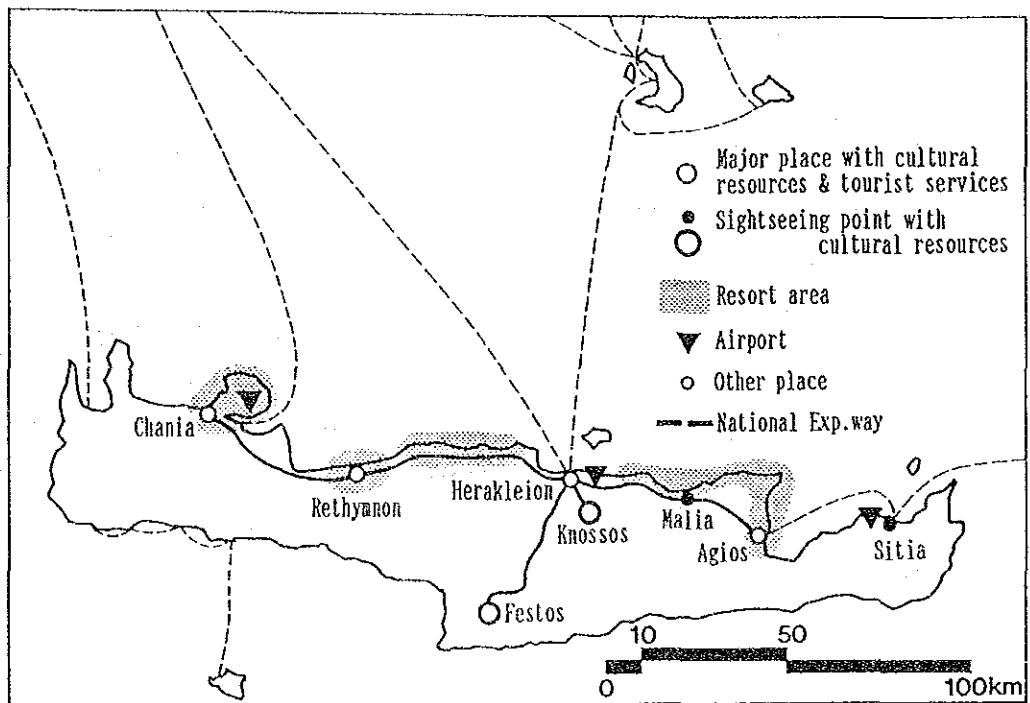 Major place with cultural
resources & tourist services
Sightseeing point with
cultural resources
Resort area
Airport
Other place
National Exp.way
Chania
Rethymnon
Herakleion
Knossos
Malia
Agios
Sitia
Festos
10 50
0 100km